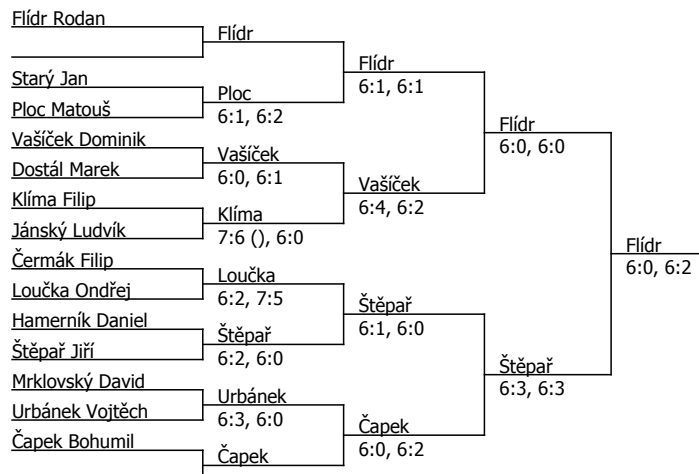 Flídr Rodan
Starý Jan
Ploc Matouš
Vašíček Dominik
Dostál Marek
Klíma Filip
Jánský Ludvík
Čermák Filip
Loučka Ondřej
Hamerník Daniel
Štěpař Jiří
Mrklovský David
Urbánek Vojtěch
Čapek Bohumil
Flídr
Ploc
6:1, 6:2
Vašíček
6:0, 6:1
Klíma
7:6 (), 6:0
Loučka
6:2, 7:5
Štěpař
6:2, 6:0
Urbánek
6:3, 6:0
Čapek
Flídr
6:1, 6:1
Vašíček
6:4, 6:2
Štěpař
6:1, 6:0
Čapek
6:0, 6:2
Flídr
6:0, 6:0
Štěpař
6:3, 6:3
Flídr
6:0, 6:2